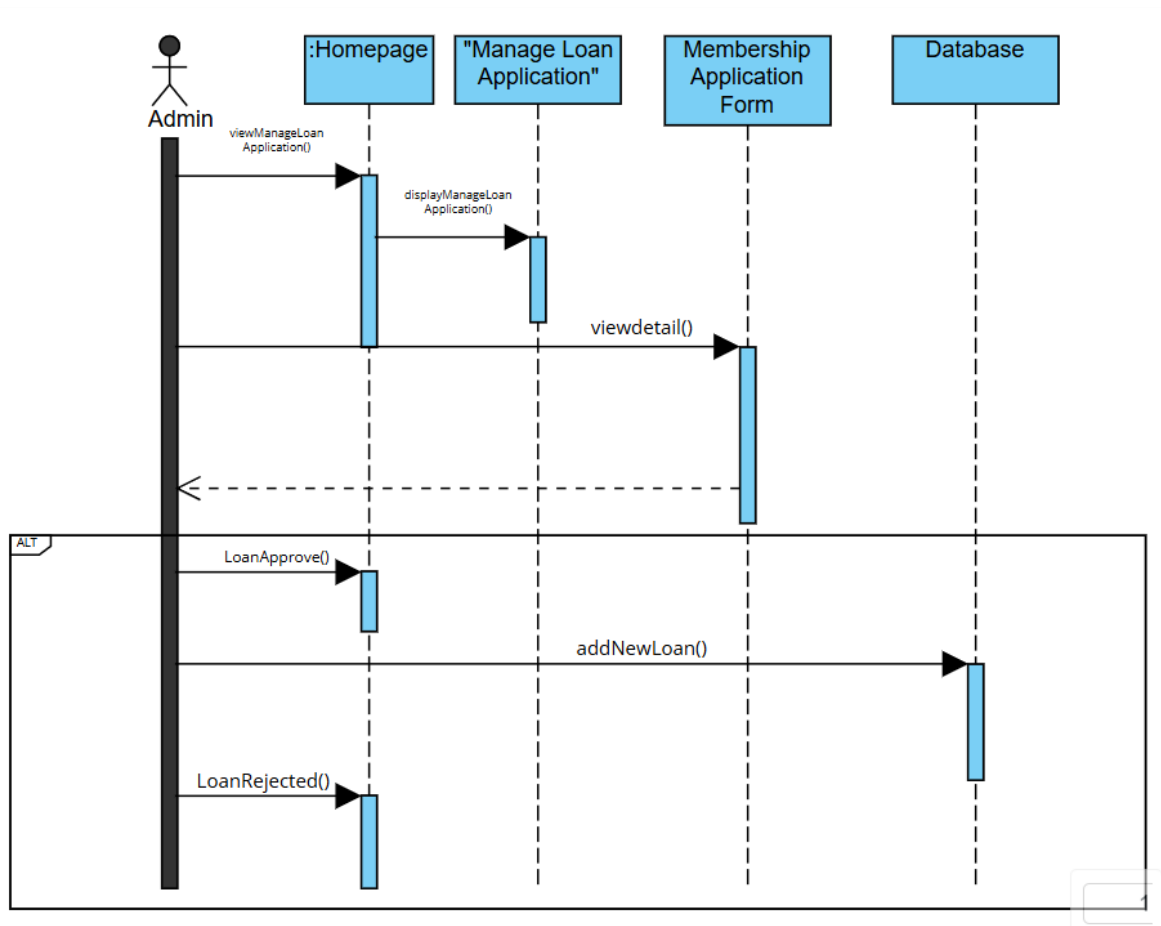 :Homepage
"Manage Loan
Application"
Membership
Application
Form
Database
Admin
viewManageLoan
Application()
displayManageLoan
Application()
viewdetail()
ALT
LoanApprove()
addNewLoan()
LoanRejected()